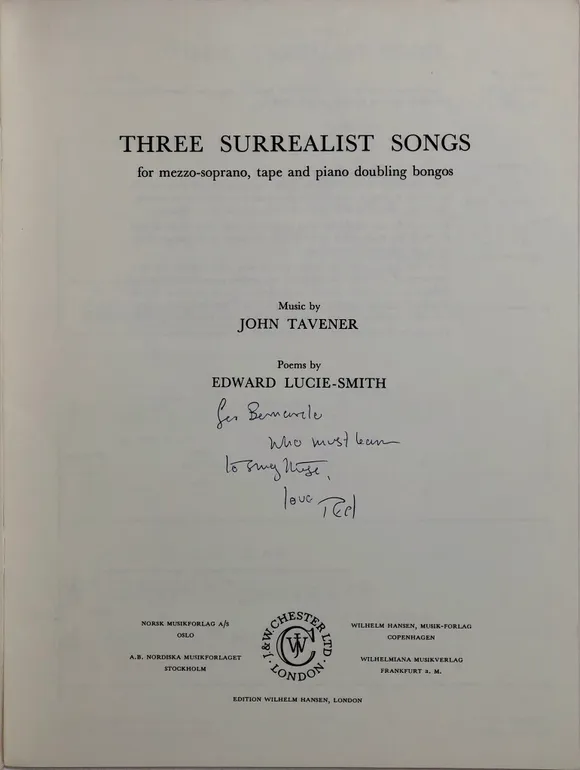 THREE SURREALIST SONGS
for mezzo-soprano, tape and piano doubling bongos
Music by
JOHN TAVENER
Poems by
EDWARD LUCIE-SMITH
for
who must learn
to sing these,
love Ted
NORSK MUSIKFORLAG A/S
OSLO
A.B. NORDISKA MUSIKFORLAGET
STOCKHOLM
J.&W. CHESTER LTD
JWC
LONDON
WILHELM HANSEN, MUSIK-FORLAG
COPENHAGEN
WILHELMIANA MUSIKVERLAG
FRANKFURT a. M.
EDITION WILHELM HANSEN, LONDON